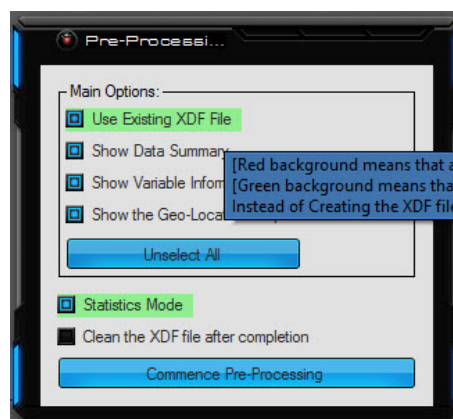 Pre-Processi...
Main Options:
Use Existing XDF File
Show Data Summary
[Red background means that a
Show Variable Inform
[Green background means tha
Instead of Creating the XDF file
Show the Geo-Locat
Unselect All
Statistics Mode
Clean the XDF file after completion
Commence Pre-Processing